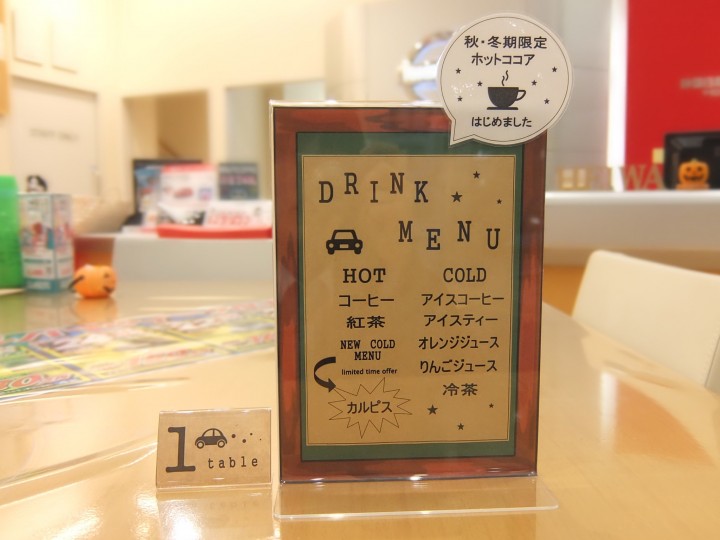 秋・冬期限定
ホットココア
はじめました
DRINK
MENU
HOT
コーヒー
紅茶
NEW COLD
MENU
limited time offer
カルピス
COLD
アイスコーヒー
アイスティー
オレンジジュース
りんごジュース
冷茶
1
table